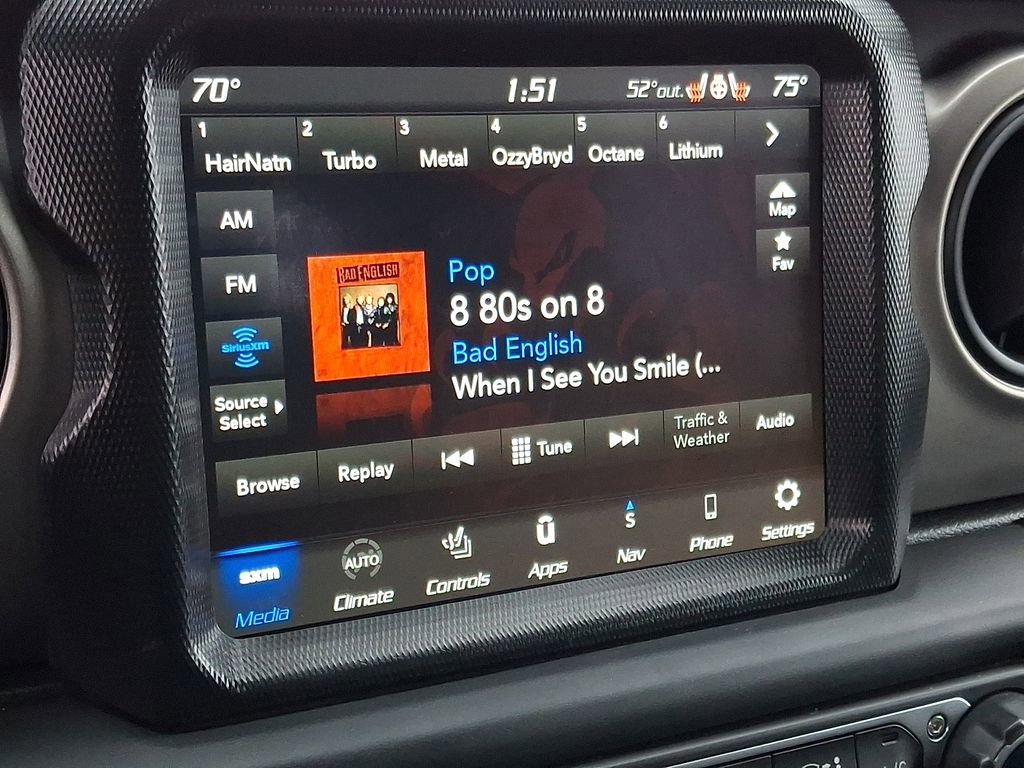 70° 1:51 52°out. 75°
1 2 3 4 5 6
HairNatn Turbo Metal OzzyBnyd Octane Lithium
AM
Map
FM
Fav
SiriusXM
BAD ENGLISH
Pop
8 80s on 8
Bad English
When I See You Smile (...
Source
Select
Browse Replay Tune Traffic &
Weather
Audio
sxm AUTO S
Media Climate Controls Apps Nav Phone Settings